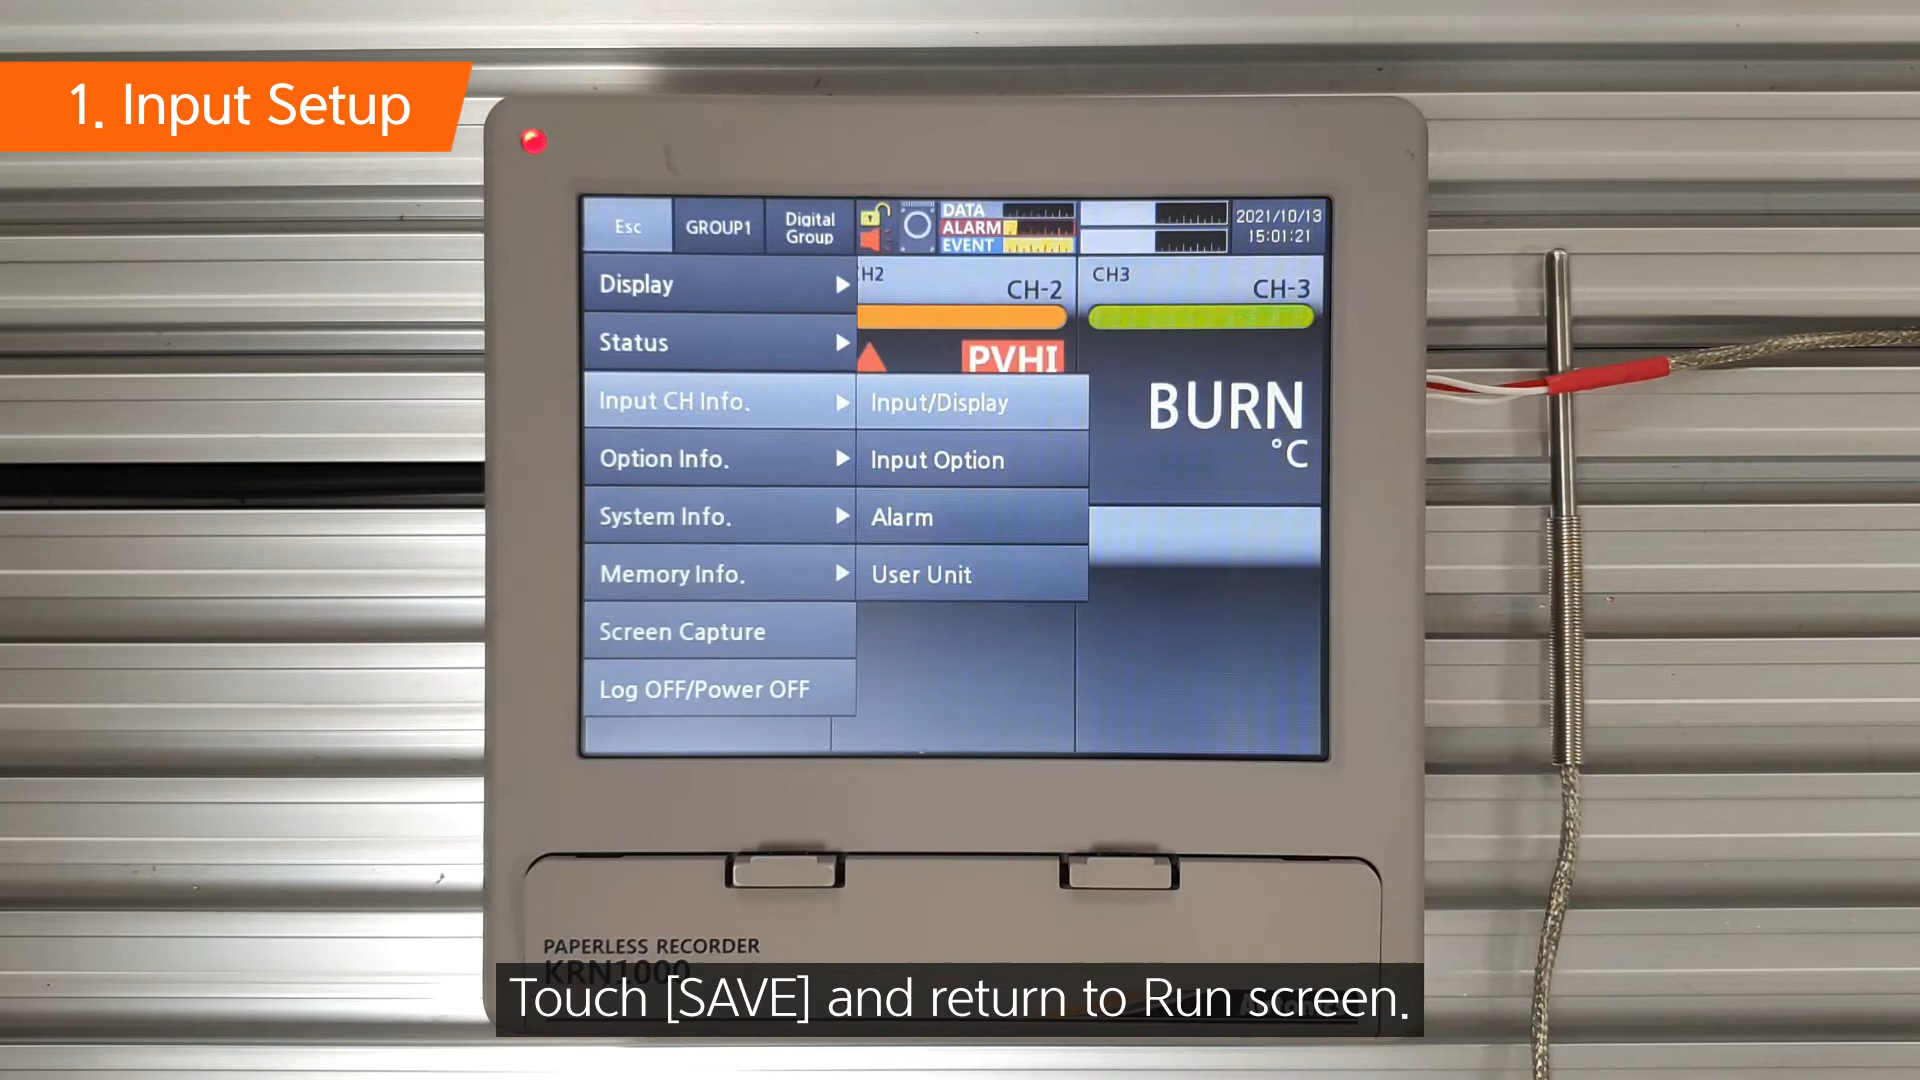 1. Input Setup
Esc
GROUP1
Digital
Group
DATA
ALARM
EVENT
2021/10/13
15:01:21
Display
Status
Input CH Info.
Option Info.
System Info.
Memory Info.
Screen Capture
Log OFF/Power OFF
Input/Display
Input Option
Alarm
User Unit
CH2
CH-2
PVHI
CH3
CH-3
BURN
°C
PAPERLESS RECORDER
KRN1000
Touch [SAVE] and return to Run screen.